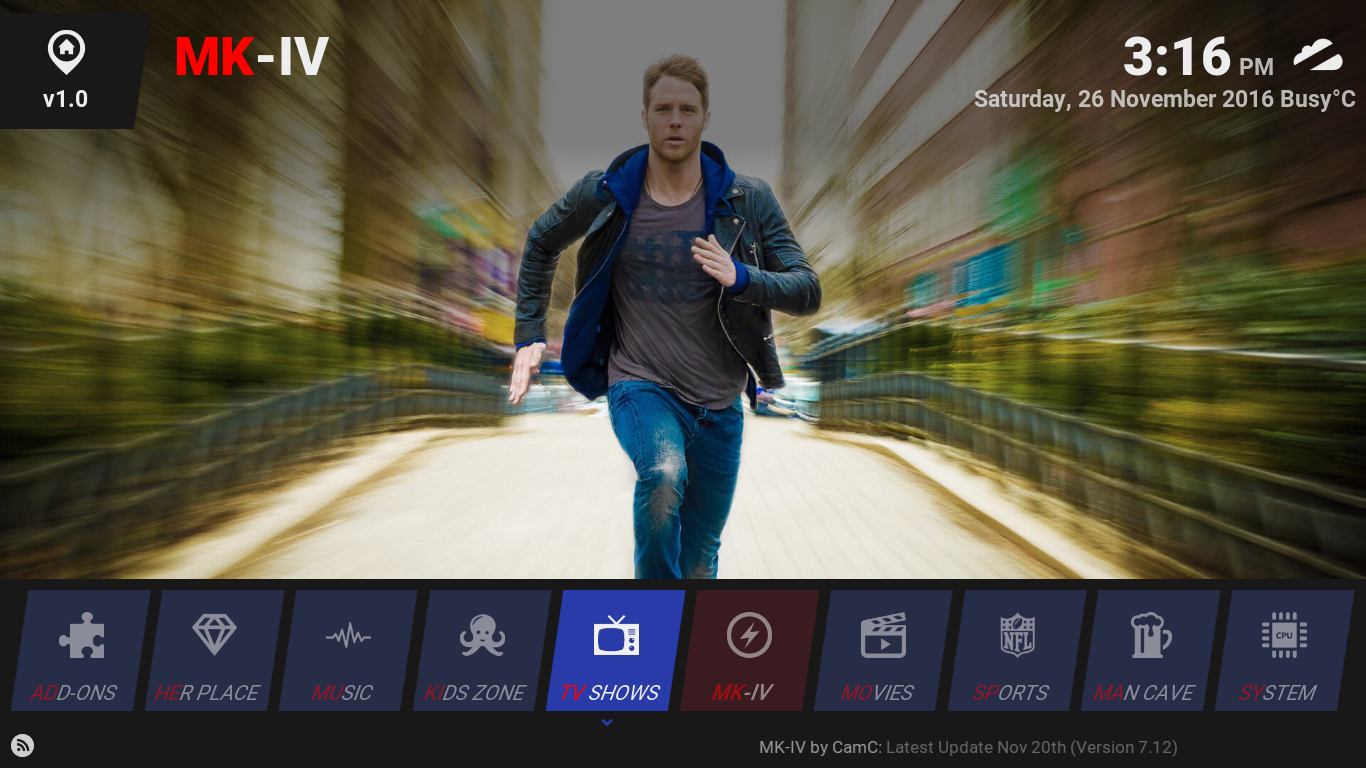 MK-IV
3:16 PM
v1.0
Saturday, 26 November 2016 Busy°C
NFL
CPU
ADD-ONS
HER PLACE
MUSIC
KIDS ZONE
TV SHOWS
MK-IV
MOVIES
SPORTS
MAN CAVE
SYSTEM
MK-IV by CamC: Latest Update Nov 20th (Version 7.12)